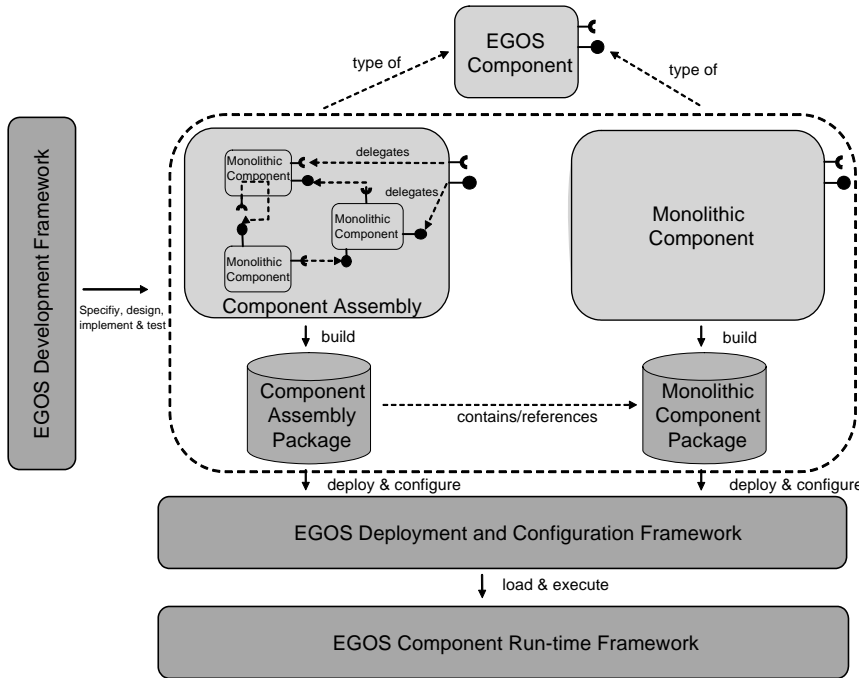 EGOS
Component
type of
type of
EGOS Development Framework
Specifiy, design,
implement & test
Monolithic
Component
delegates
delegates
Monolithic
Component
Monolithic
Component
Component Assembly
Monolithic
Component
build
build
Component
Assembly
Package
contains/references
Monolithic
Component
Package
deploy & configure
deploy & configure
EGOS Deployment and Configuration Framework
load & execute
EGOS Component Run-time Framework